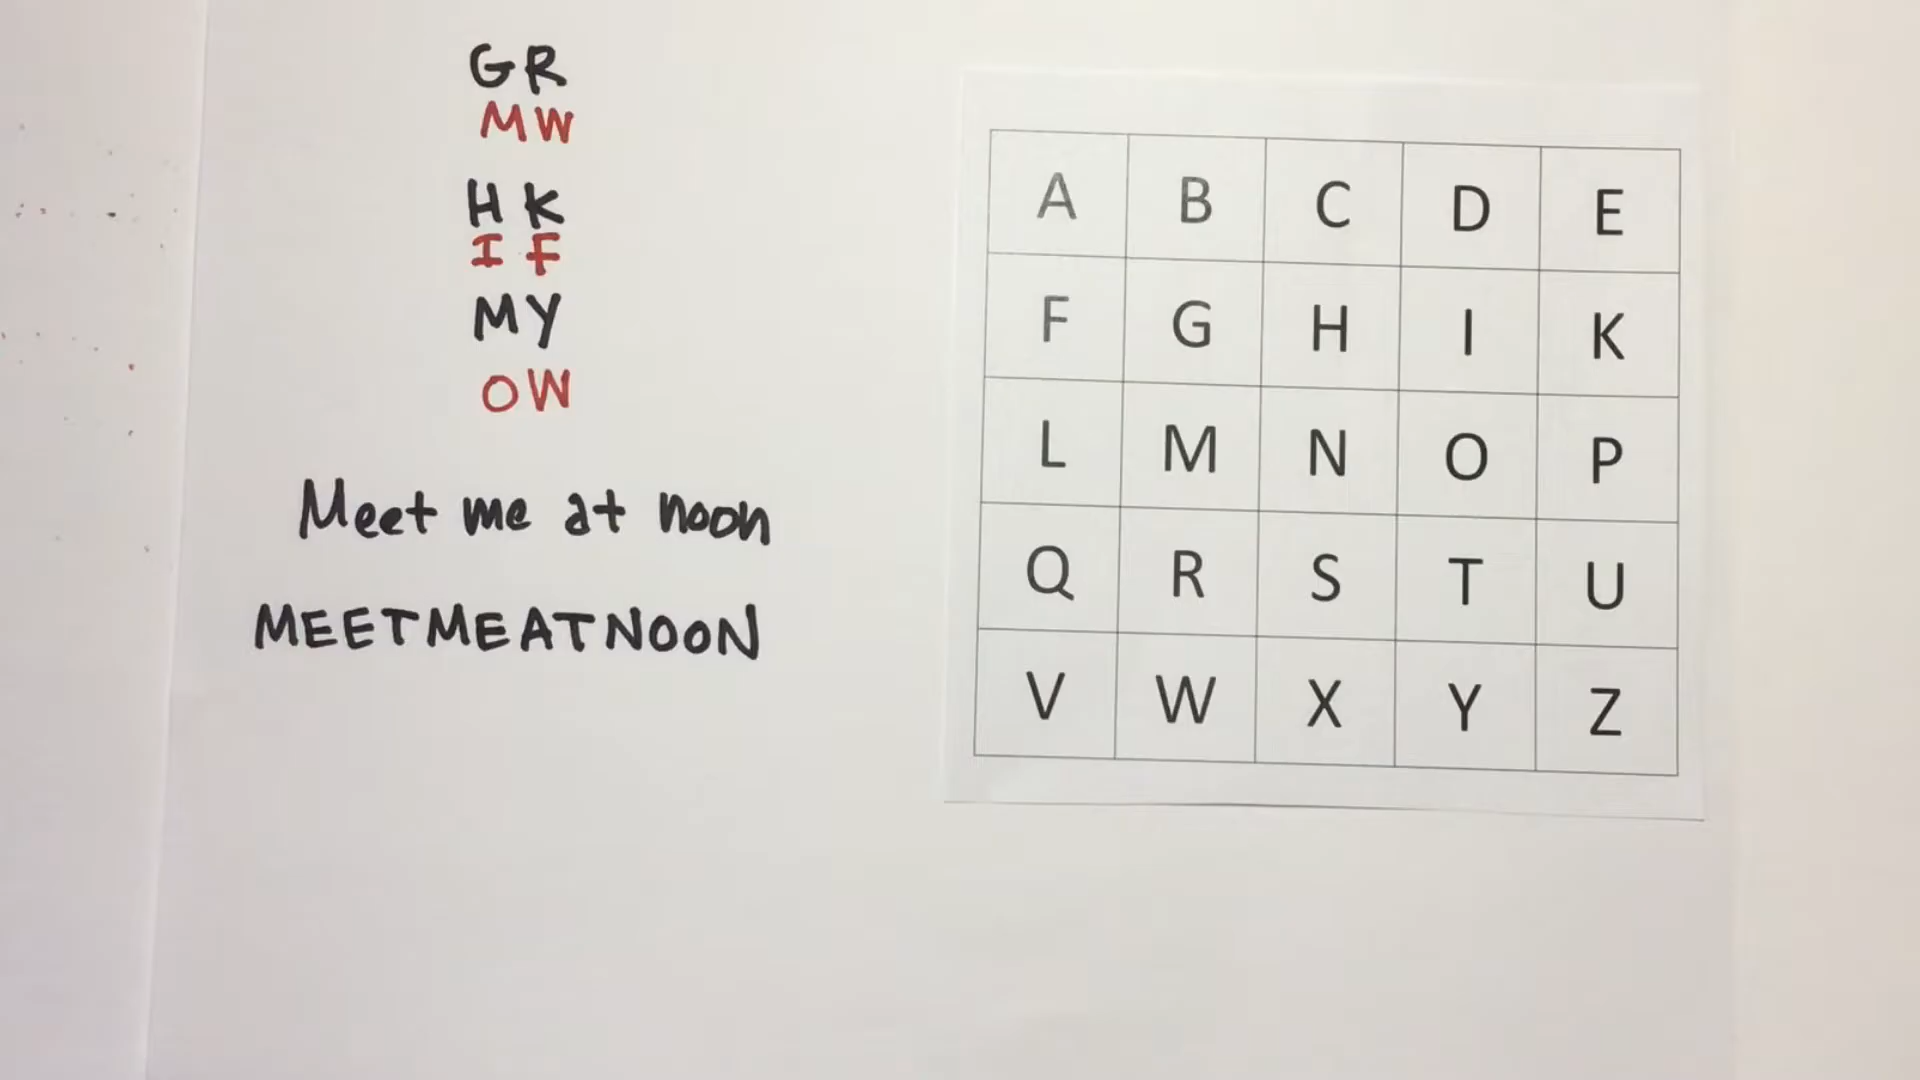 GR
MW
HK
IF
MY
OW
Meet me at noon
MEETMEATNOON
A B C D E
F G H I K
L M N O P
Q R S T U
V W X Y Z